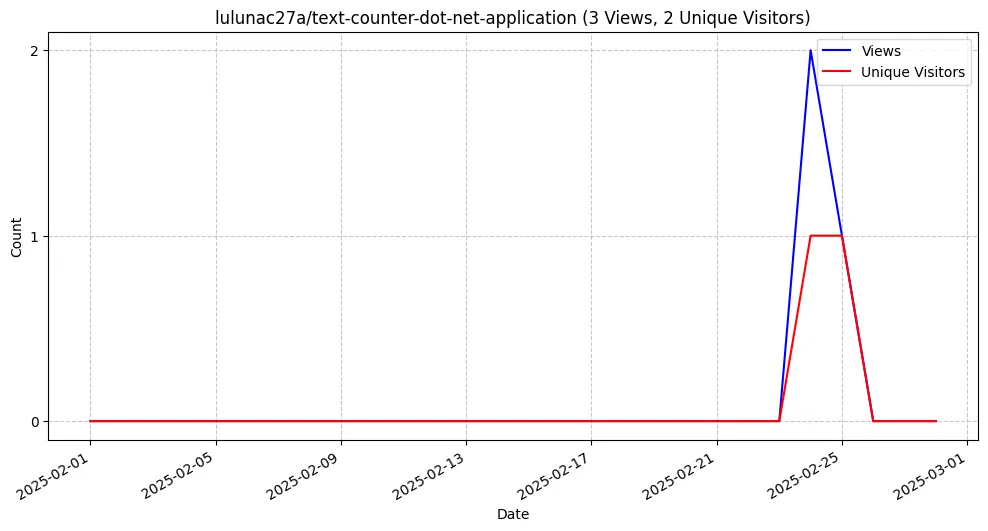 lulunac27a/text-counter-dot-net-application (3 Views, 2 Unique Visitors)
Views
Unique Visitors
2
1
0
Count
2025-02-01
2025-02-05
2025-02-09
2025-02-13
2025-02-17
2025-02-21
2025-02-25
2025-03-01
Date